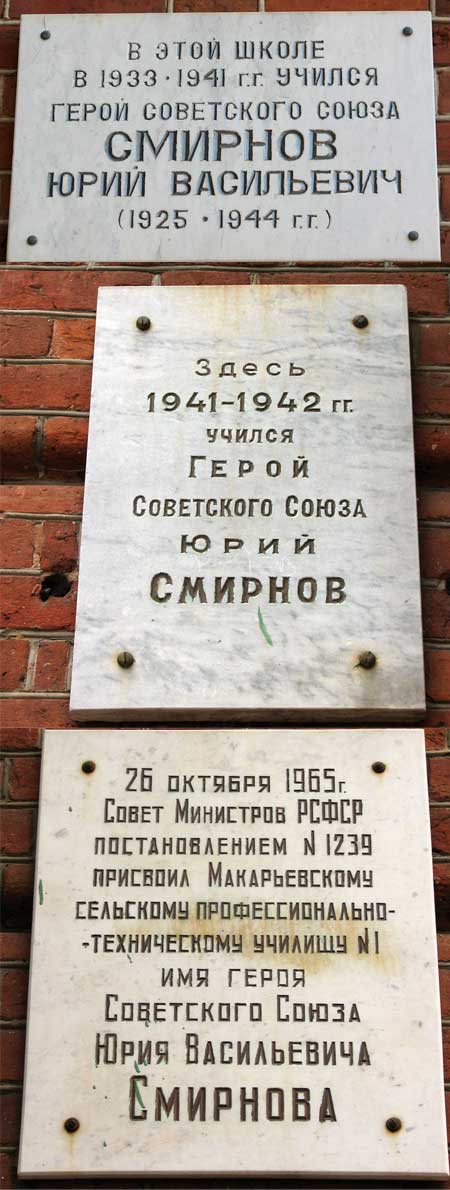 В ЭТОЙ ШКОЛЕ
В 1933·1941 г.г. УЧИЛСЯ
ГЕРОЙ СОВЕТСКОГО СОЮЗА
СМИРНОВ
ЮРИЙ ВАСИЛЬЕВИЧ
(1925 · 1944 г.г.)
Здесь
1941-1942 гг.
учился
Герой
Советского Союза
Юрий
Смирнов
26 октября 1965г.
Совет Министров РСФСР
постановлением N 1239
присвоил Макарьевскому
сельскому профессионально-
-техническому училищу N1
имя героя
Советского Союза
Юрия Васильевича
Смирнова